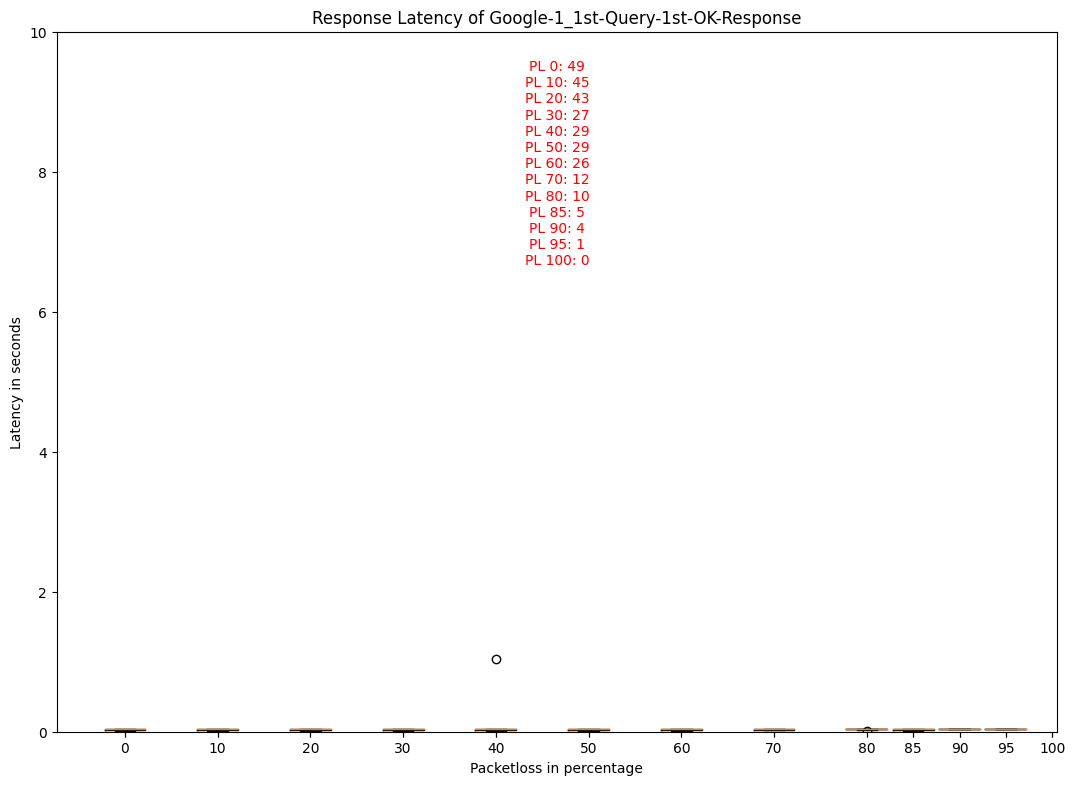 Response Latency of Google-1_1st-Query-1st-OK-Response
10
8
6
4
2
0
Latency in seconds
PL 0: 49
PL 10: 45
PL 20: 43
PL 30: 27
PL 40: 29
PL 50: 29
PL 60: 26
PL 70: 12
PL 80: 10
PL 85: 5
PL 90: 4
PL 95: 1
PL 100: 0
0 10 20 30 40 50 60 70 80 85 90 95 100
Packetloss in percentage